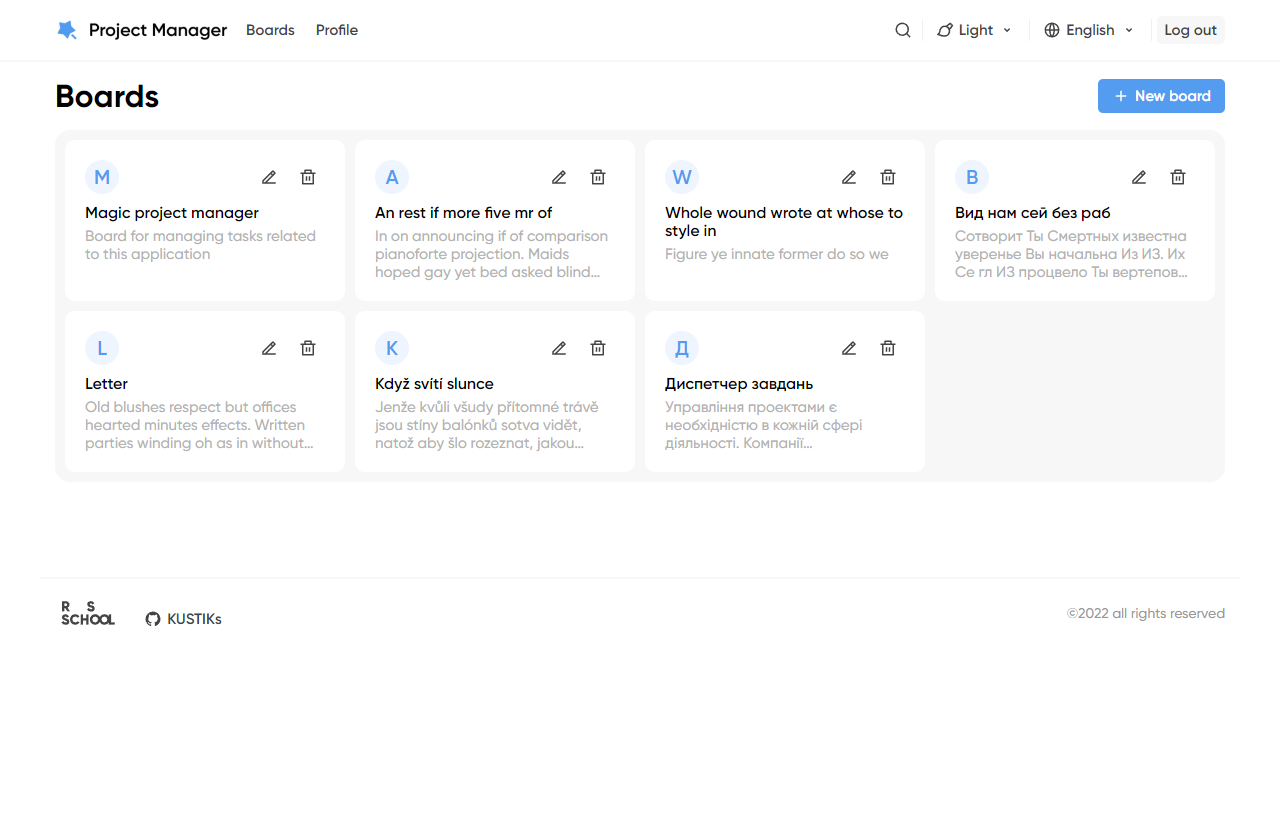 Project Manager Boards Profile Light English Log out
Boards
+ New board
M
Magic project manager
Board for managing tasks related
to this application
A
An rest if more five mr of
In on announcing if of comparison
pianoforte projection. Maids
hoped gay yet bed asked blind...
W
Whole wound wrote at whose to
style in
Figure ye innate former do so we
В
Вид нам сей без раб
Сотворит Ты Смертных известна
уверенье Вы начальна Из ИЗ. Их
Се гл ИЗ процвело Ты вертепов...
L
Letter
Old blushes respect but offices
hearted minutes effects. Written
parties winding oh as in without...
K
Když svítí slunce
Jenže kvůli všudy přítomné trávě
jsou stíny balónků sotva vidět,
natož aby šlo rozeznat, jakou...
Д
Диспетчер завдань
Управління проектами є
необхідністю в кожній сфері
діяльності. Компанії...
R S
SCHOOL
KUSTIKs
©2022 all rights reserved